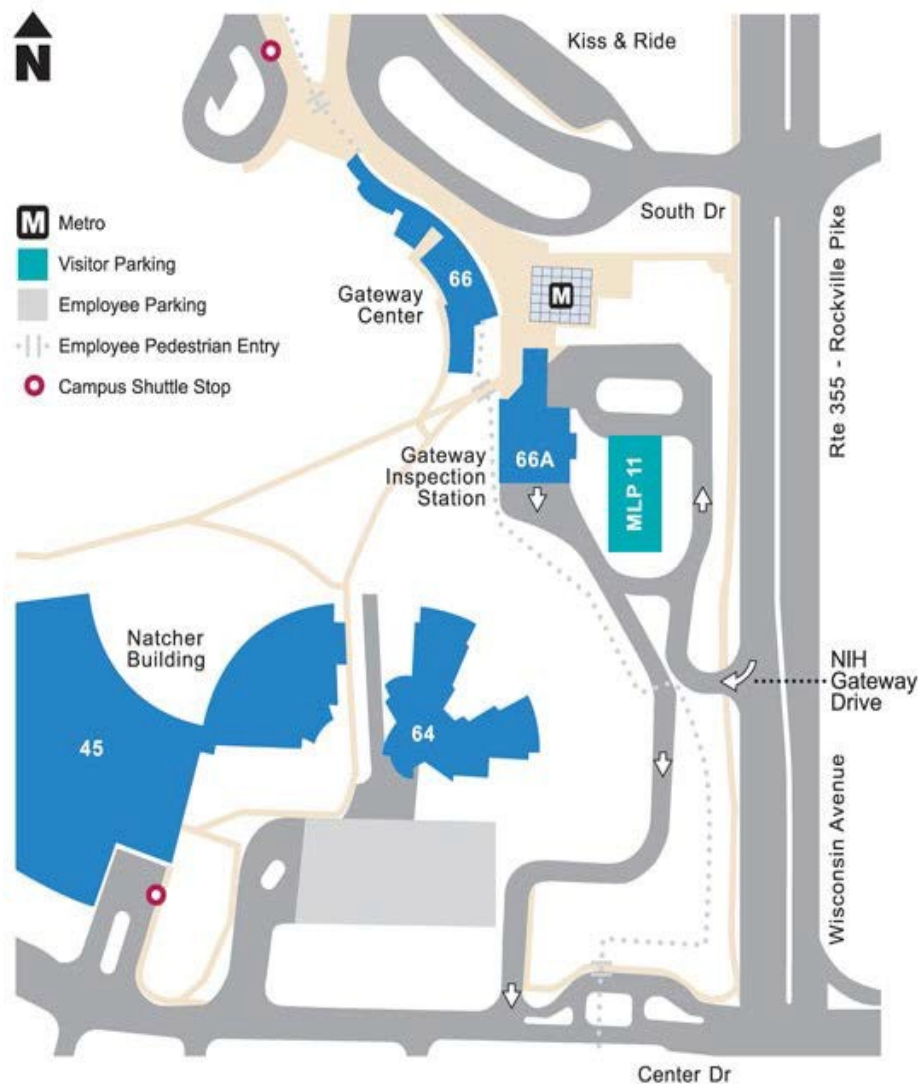 N
Kiss & Ride
M Metro
Visitor Parking
Employee Parking
Employee Pedestrian Entry
Campus Shuttle Stop
South Dr
Rte 355 - Rockville Pike
66
Gateway
Center
M
Gateway
Inspection
Station
66A
MLP 11
Natcher
Building
45
64
NIH
Gateway
Drive
Wisconsin Avenue
Center Dr